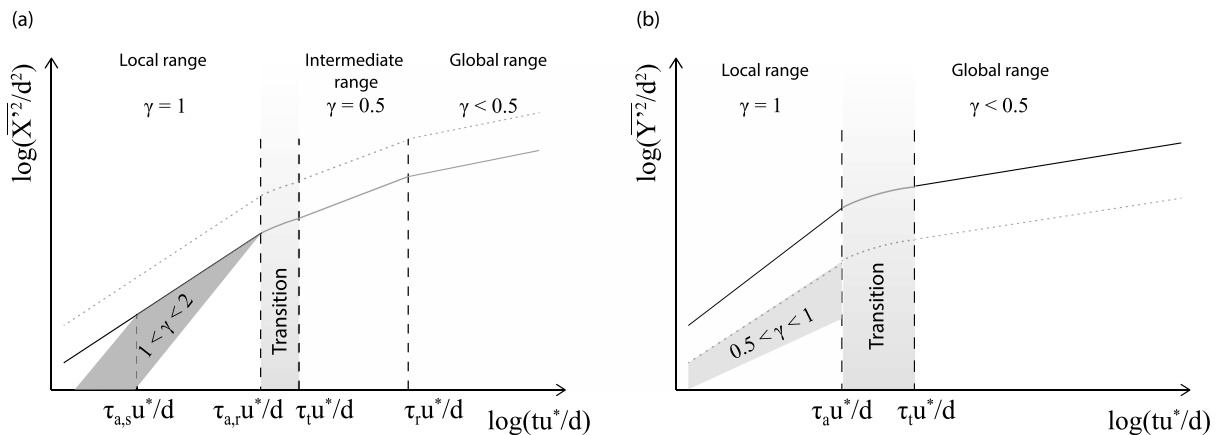 (a)
Local range
γ = 1
Intermediate
range
γ = 0.5
Global range
γ < 0.5
log(X'²/d²)
1 < γ < 2
Transition
τa,su*/d
τa,ru*/d
τtu*/d
τru*/d
log(tu*/d)
(b)
Local range
γ = 1
Global range
γ < 0.5
log(Y'²/d²)
0.5 < γ < 1
Transition
τau*/d
τtu*/d
log(tu*/d)